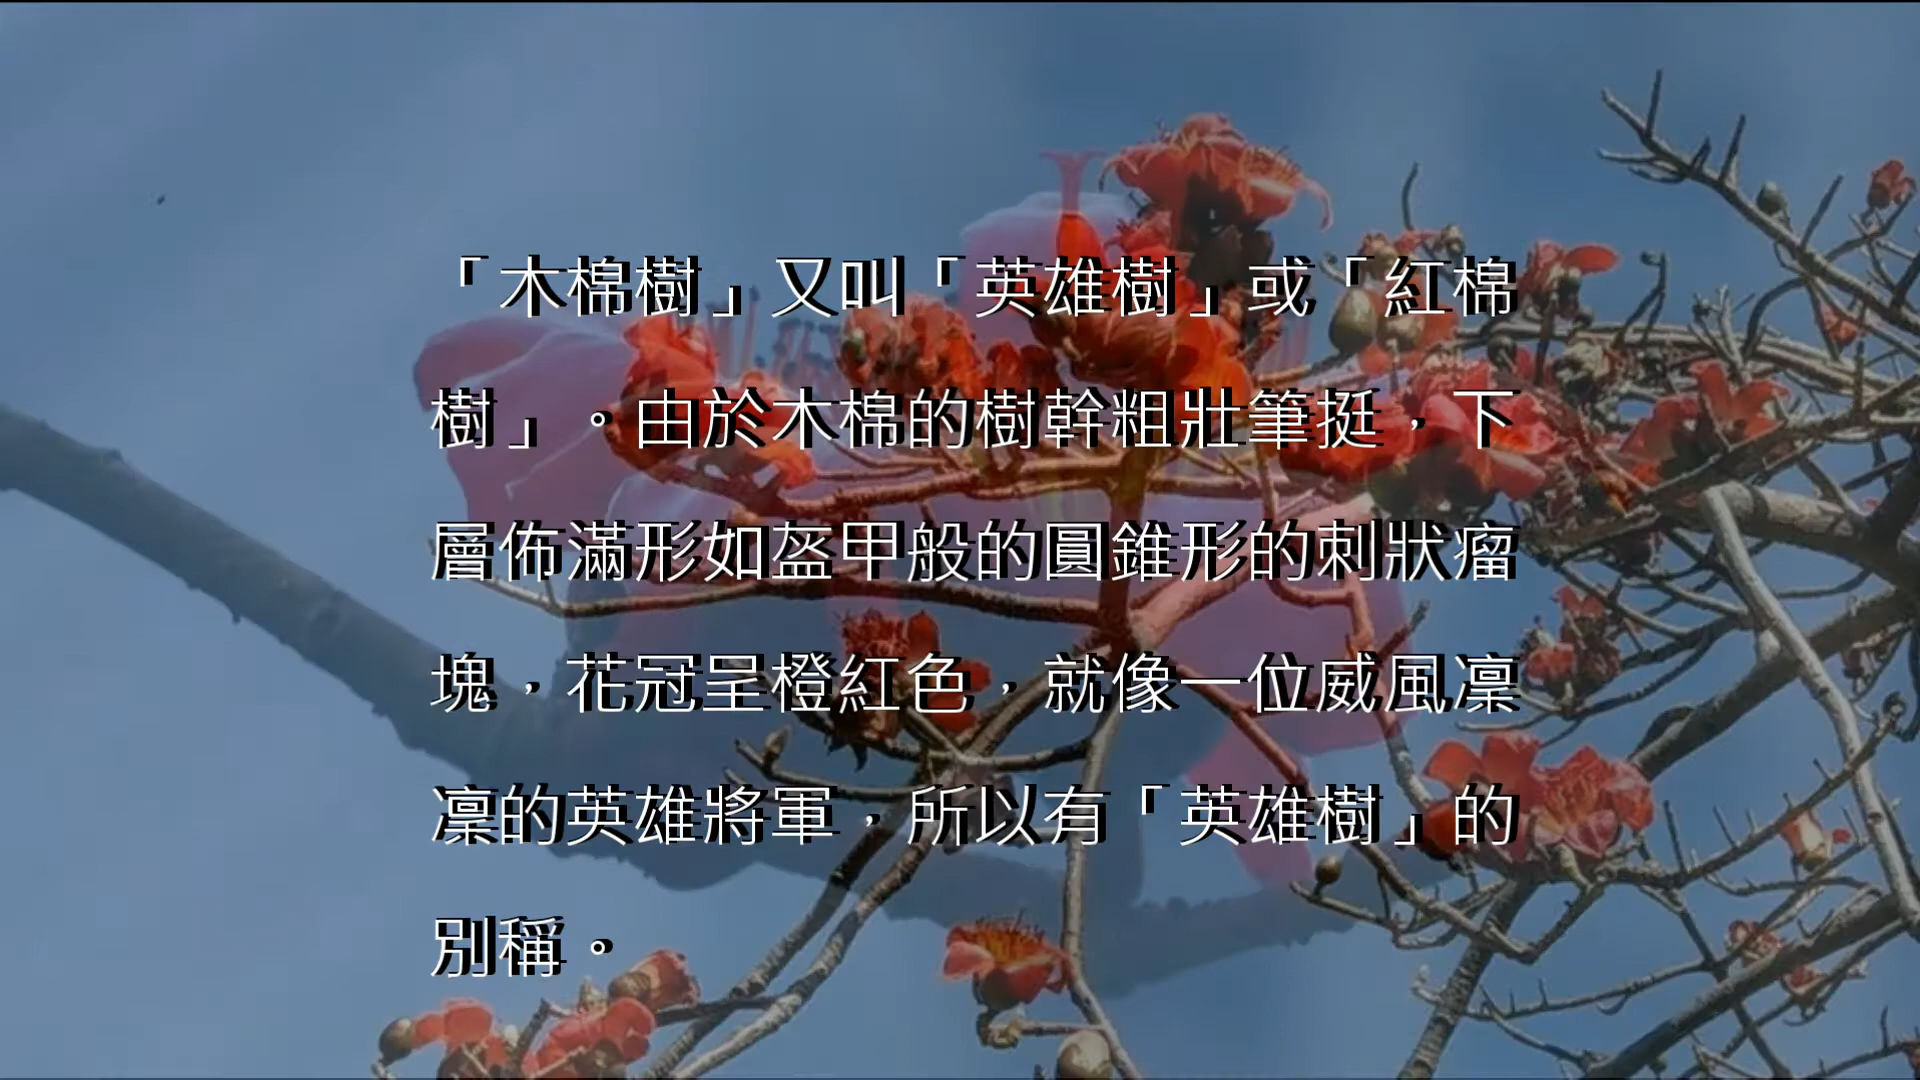 「木棉樹」又叫「英雄樹」或「紅棉
樹」。由於木棉的樹幹粗壯筆挺，下
層佈滿形如盔甲般的圓錐形的刺狀瘤
塊，花冠呈橙紅色，就像一位威風凜
凜的英雄將軍，所以有「英雄樹」的
別稱。